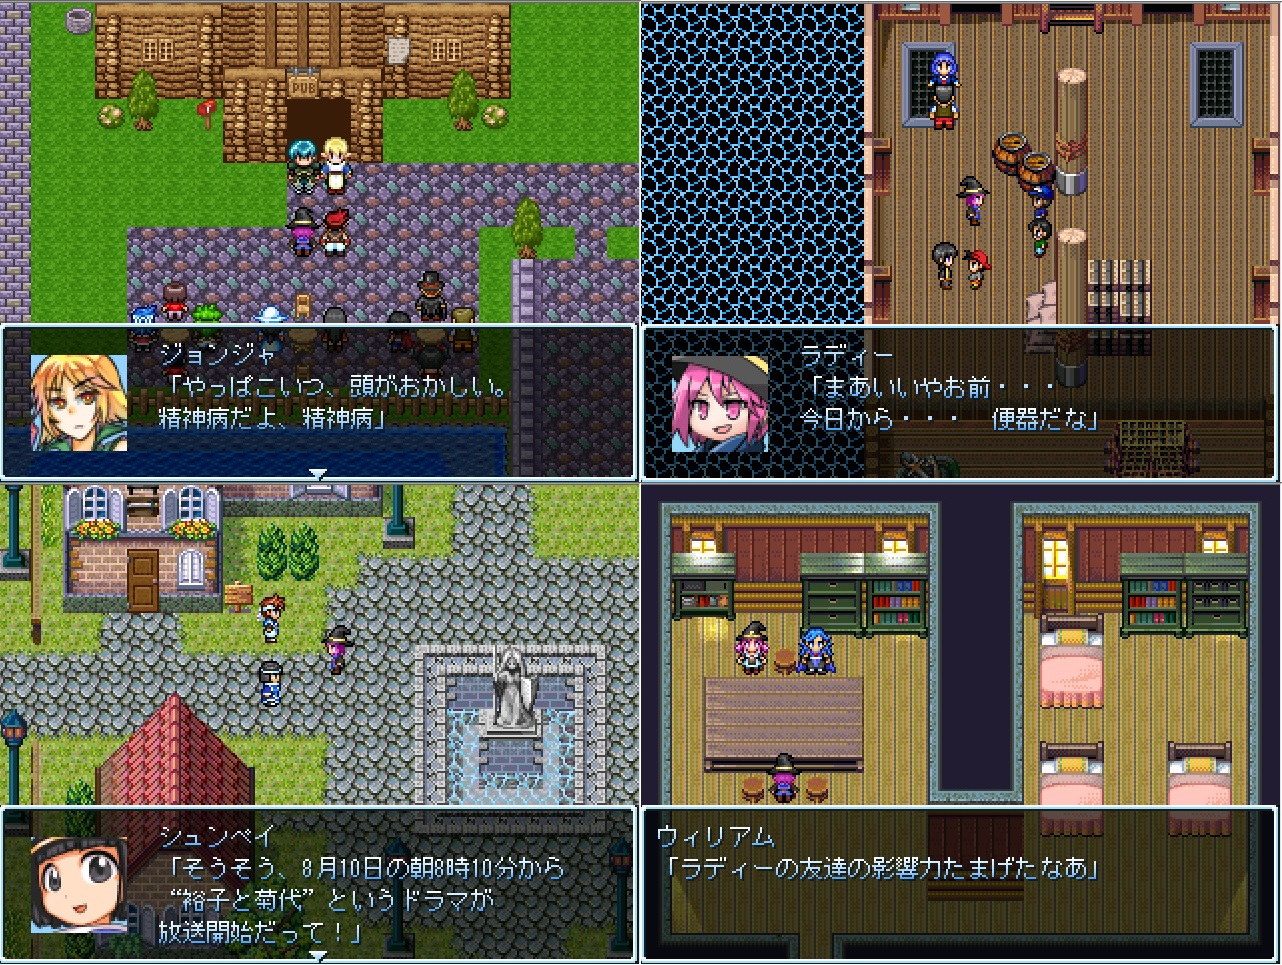 PUB
ジョンジャ
「やっぱこいつ、頭がおかしい。
精神病だよ、精神病」
ラディー
「まあいいやお前・・・
今日から・・・　便器だな」
シュンペイ
「そうそう、8月10日の朝8時10分から
“裕子と菊代”というドラマが
放送開始だって！」
ウィリアム
「ラディーの友達の影響力たまげたなあ」